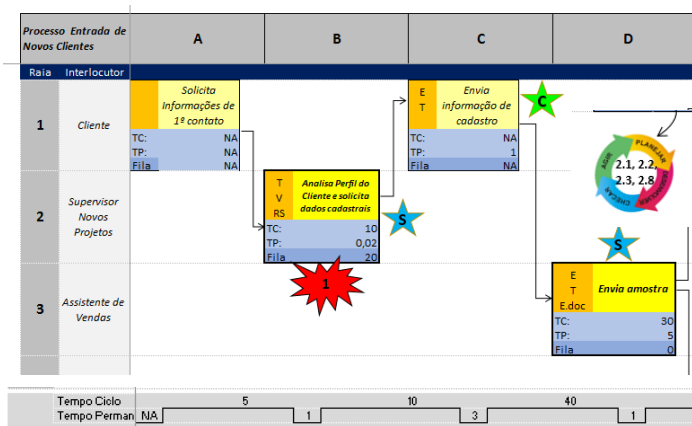 Processo Entrada de
Novos Clientes
A
B
C
D
Raia
Interlocutor
1
Cliente
Solicita
Informações de
1ª contato
TC: NA
TP: NA
Fila NA
E
T
Envia
informação de
cadastro
TC: NA
TP: 1
Fila NA
C
AGIR
PLANEJAR
DESENVOLVER
CHECAR
2.1, 2.2,
2.3, 2.8
2
Supervisor
Novos
Projetos
T
V
RS
Analisa Perfil do
Cliente e solicita
dados cadastrais
TC: 10
TP: 0,02
Fila 20
S
1
S
3
Assistente de
Vendas
E
T
E.doc
Envia amostra
TC: 30
TP: 5
Fila 0
Tempo Ciclo 5 10 40
Tempo Perman NA 1 3 1